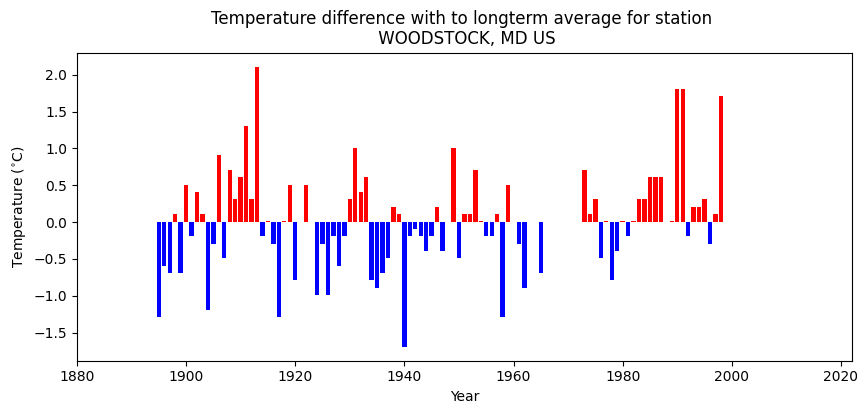 Temperature difference with to longterm average for station
WOODSTOCK, MD US
Temperature (°C)
2.0
1.5
1.0
0.5
0.0
−0.5
−1.0
−1.5
1880 1900 1920 1940 1960 1980 2000 2020
Year